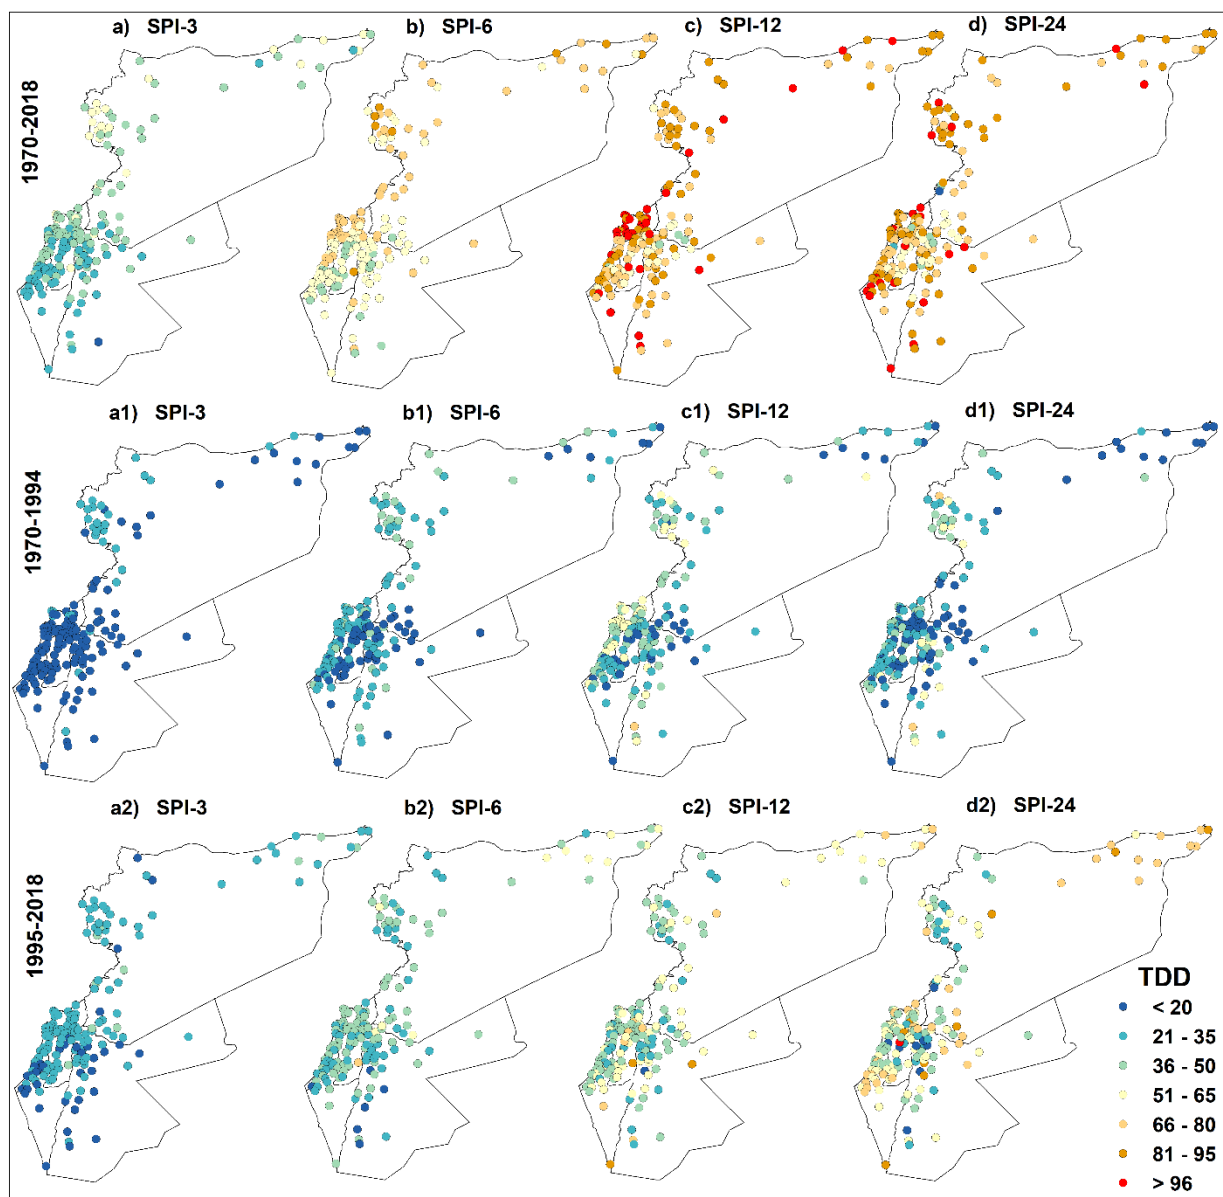 a) SPI-3 b) SPI-6 c) SPI-12 d) SPI-24
1970-2018
a1) SPI-3 b1) SPI-6 c1) SPI-12 d1) SPI-24
1970-1994
a2) SPI-3 b2) SPI-6 c2) SPI-12 d2) SPI-24
1995-2018
TDD
< 20
21 - 35
36 - 50
51 - 65
66 - 80
81 - 95
> 96